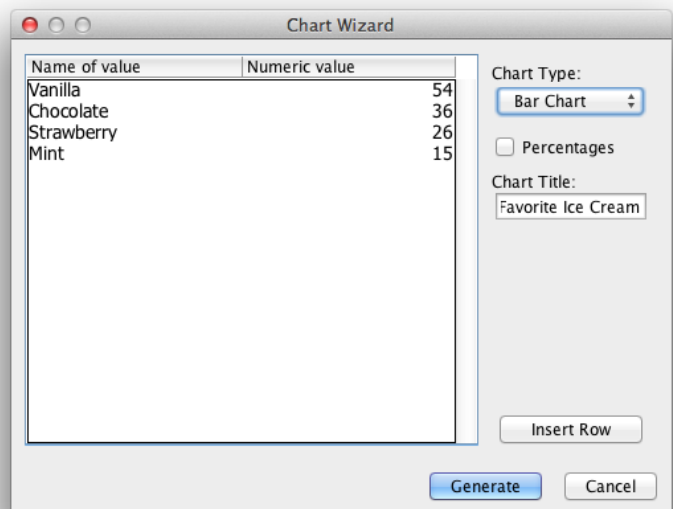 Chart Wizard
Name of value Numeric value
Vanilla 54
Chocolate 36
Strawberry 26
Mint 15
Chart Type:
Bar Chart
Percentages
Chart Title:
Favorite Ice Cream
Insert Row
Generate Cancel